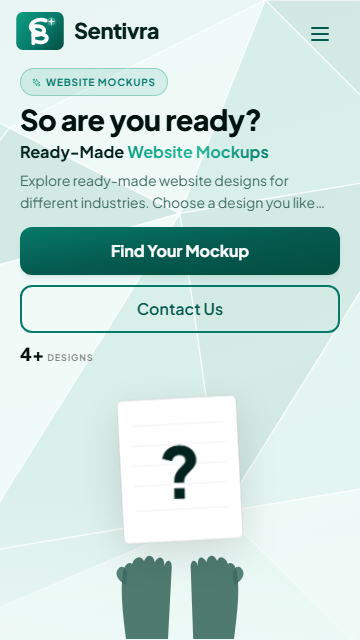 Sentivra
WEBSITE MOCKUPS
So are you ready?
Ready-Made Website Mockups
Explore ready-made website designs for
different industries. Choose a design you like…
Find Your Mockup
Contact Us
4+ DESIGNS
?